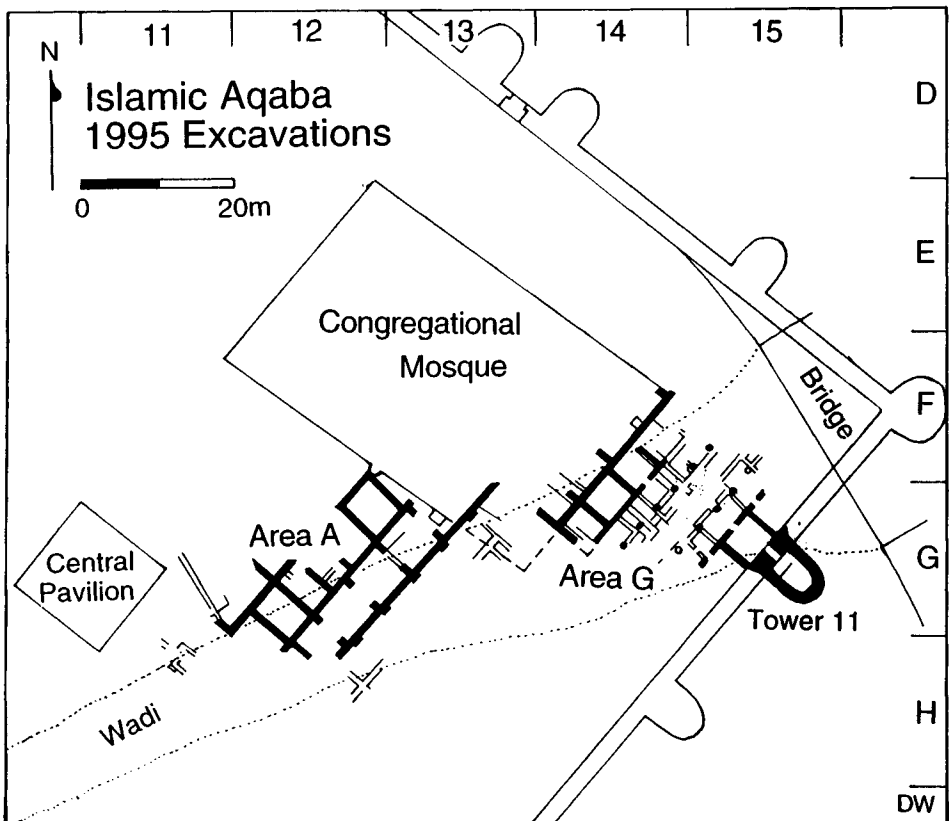 11 12 13 14 15
N
Islamic Aqaba
1995 Excavations
0 20m
D
E
Congregational
Mosque
Bridge
F
Area A
Central
Pavilion
Area G
G
Tower 11
Wadi
H
DW